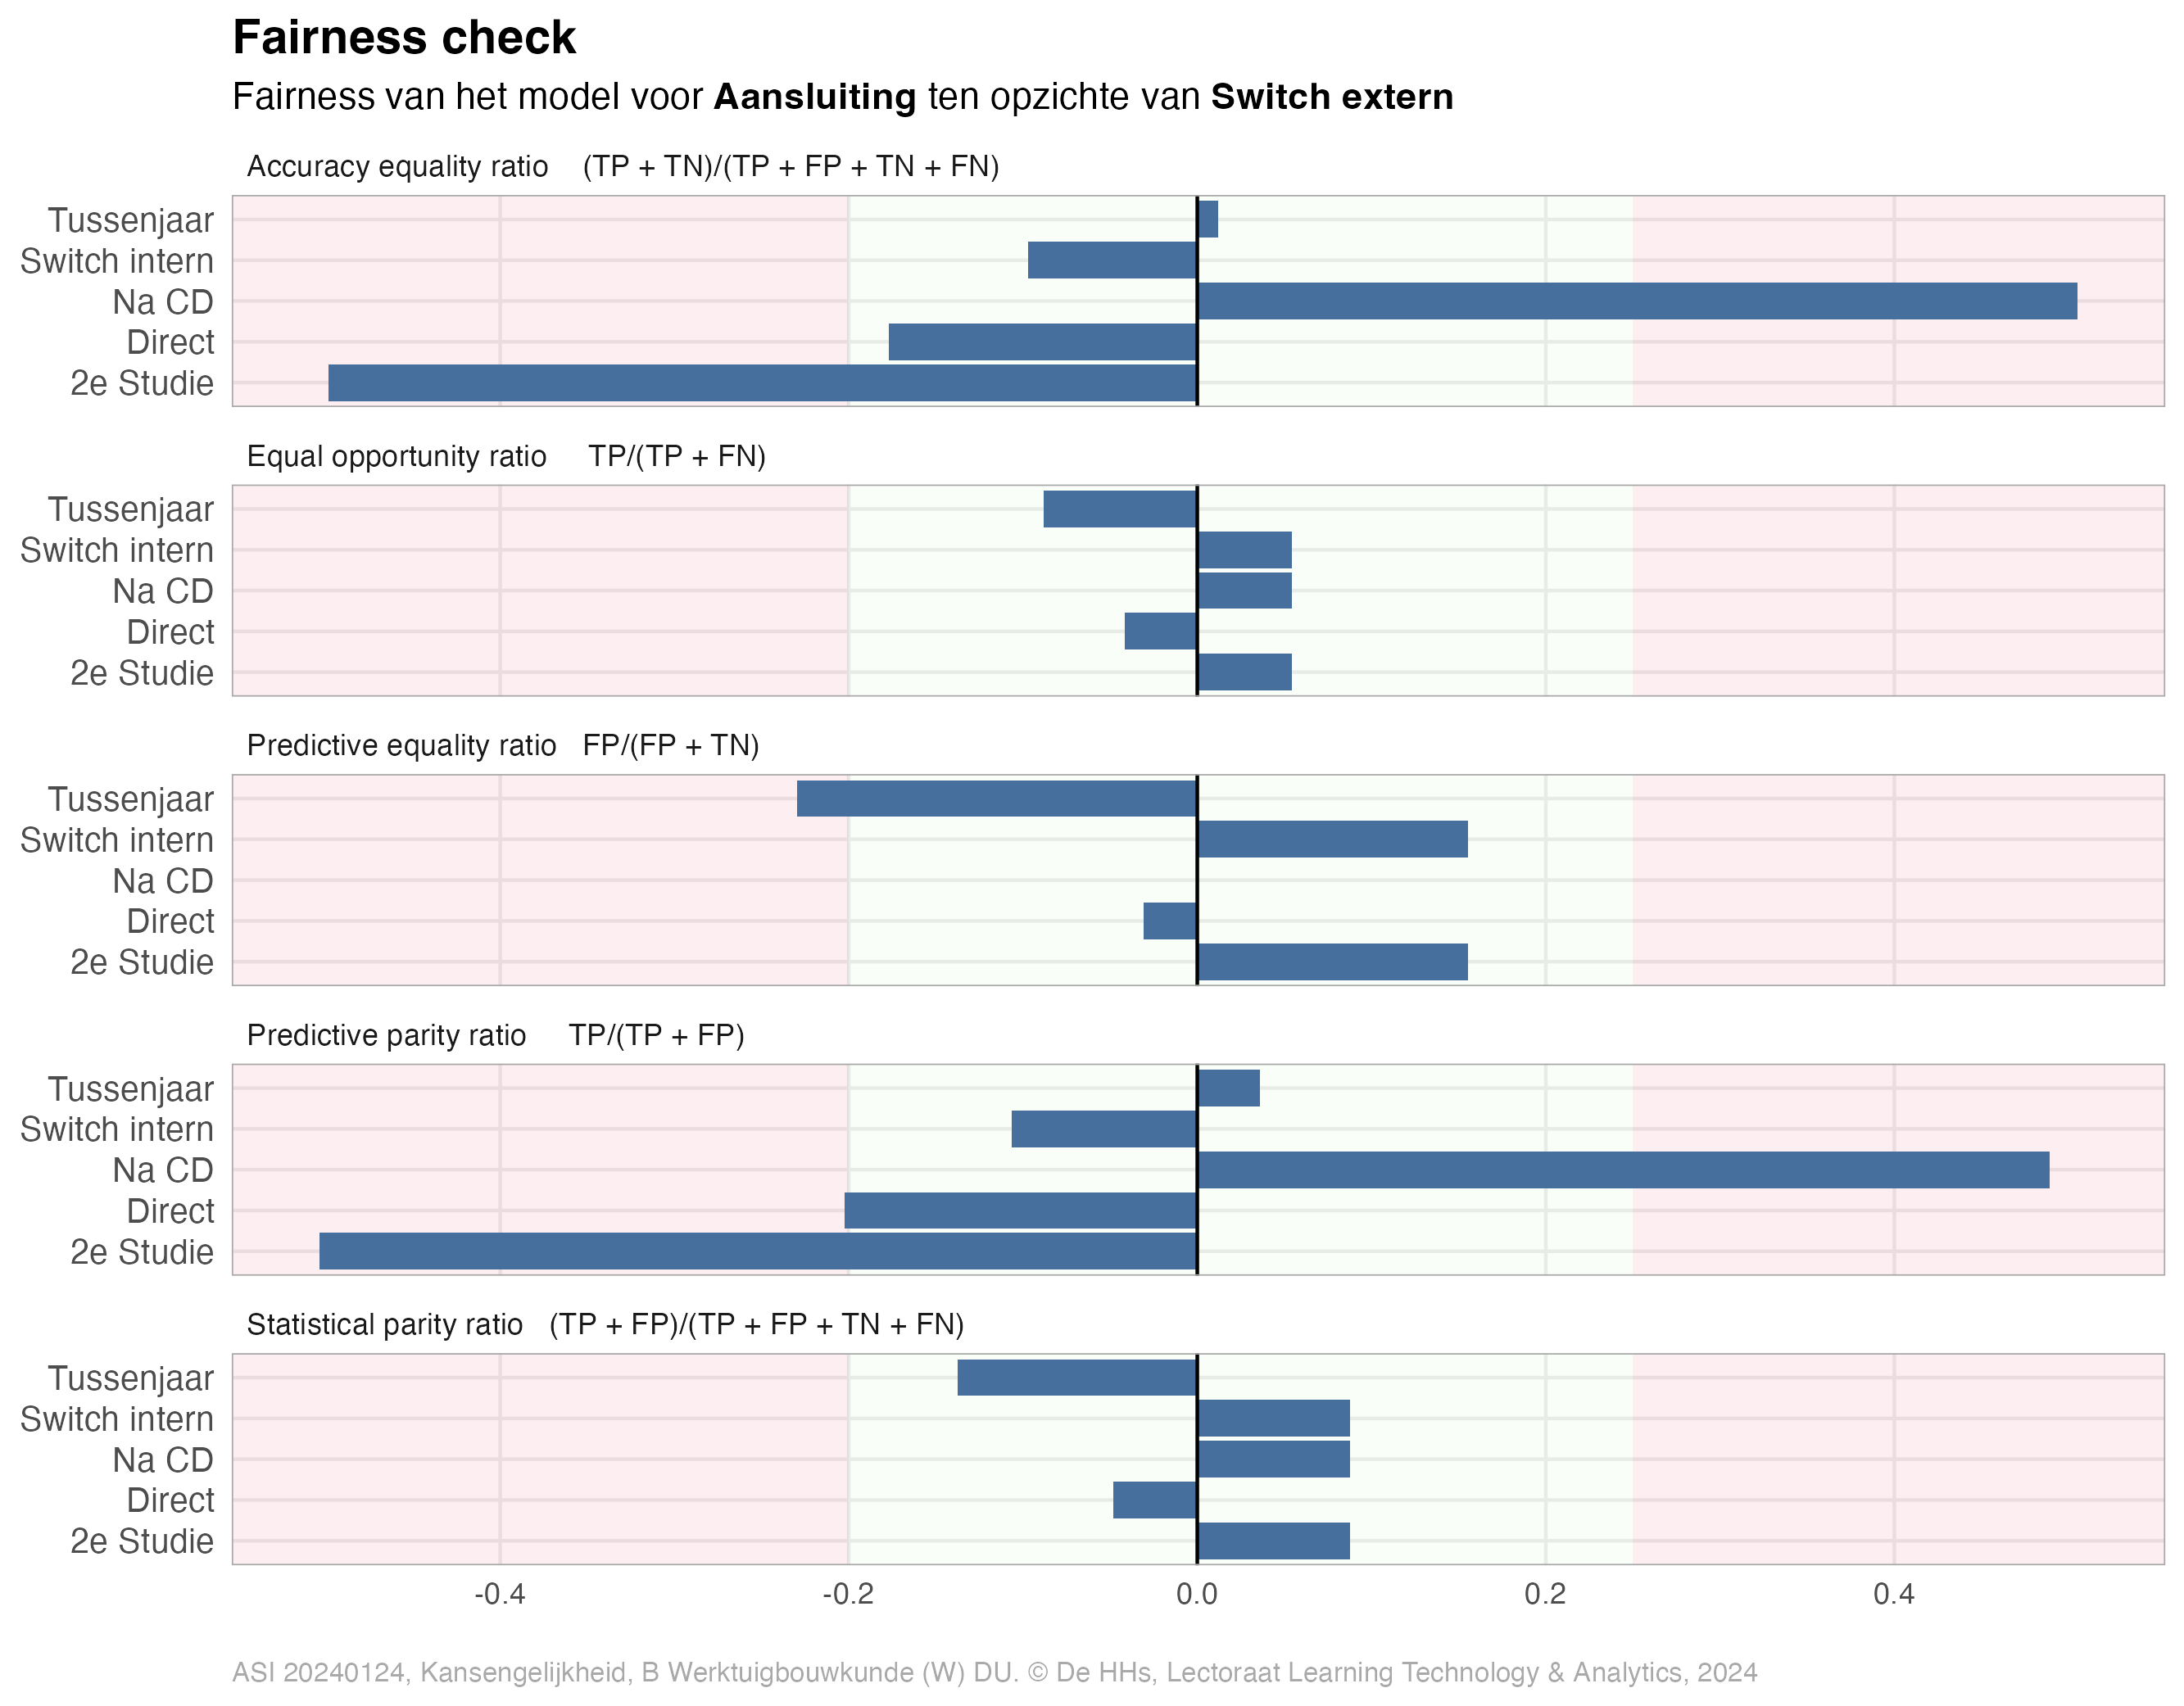 Fairness check
Fairness van het model voor Aansluiting ten opzichte van Switch extern
Accuracy equality ratio (TP + TN)/(TP + FP + TN + FN)
Tussenjaar
Switch intern
Na CD
Direct
2e Studie
Equal opportunity ratio TP/(TP + FN)
Tussenjaar
Switch intern
Na CD
Direct
2e Studie
Predictive equality ratio FP/(FP + TN)
Tussenjaar
Switch intern
Na CD
Direct
2e Studie
Predictive parity ratio TP/(TP + FP)
Tussenjaar
Switch intern
Na CD
Direct
2e Studie
Statistical parity ratio (TP + FP)/(TP + FP + TN + FN)
Tussenjaar
Switch intern
Na CD
Direct
2e Studie
-0.4 -0.2 0.0 0.2 0.4
ASI 20240124, Kansengelijkheid, B Werktuigbouwkunde (W) DU. © De HHs, Lectoraat Learning Technology & Analytics, 2024